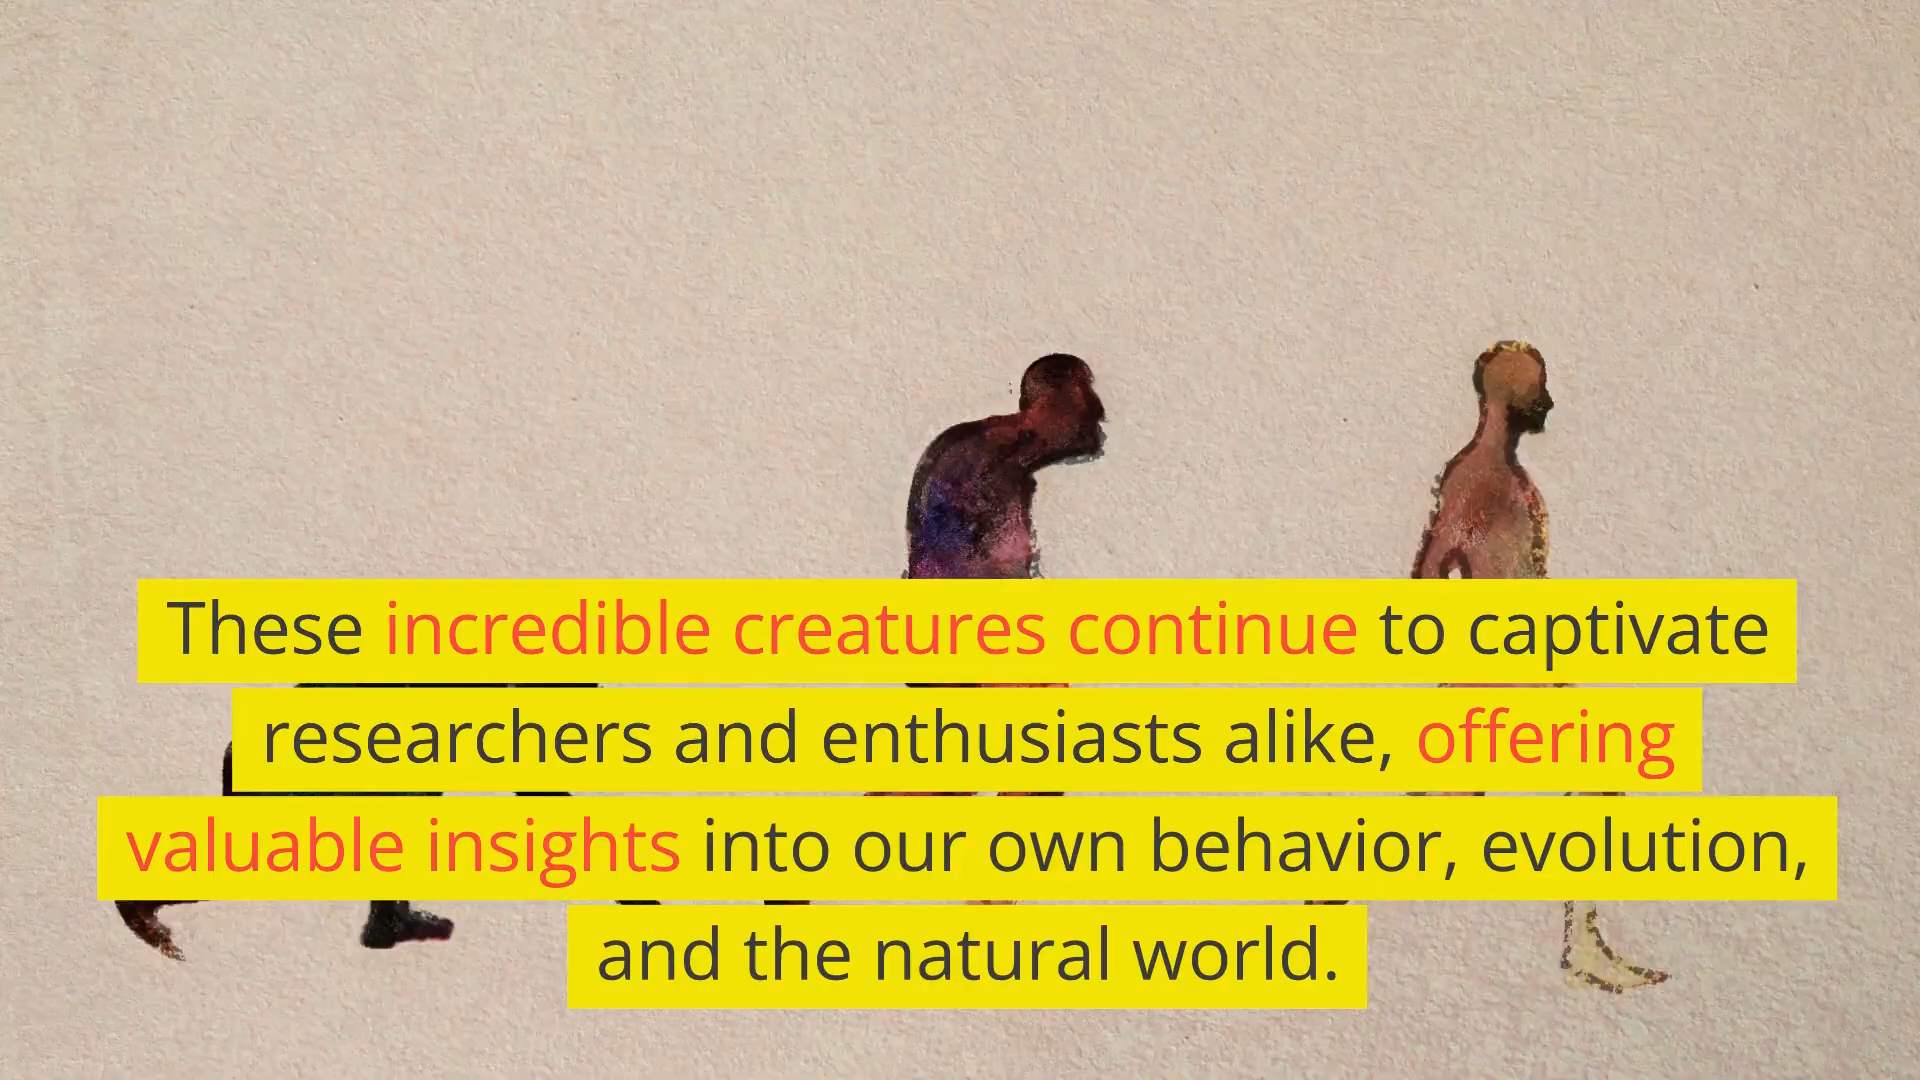 These incredible creatures continue to captivate
researchers and enthusiasts alike, offering
valuable insights into our own behavior, evolution,
and the natural world.